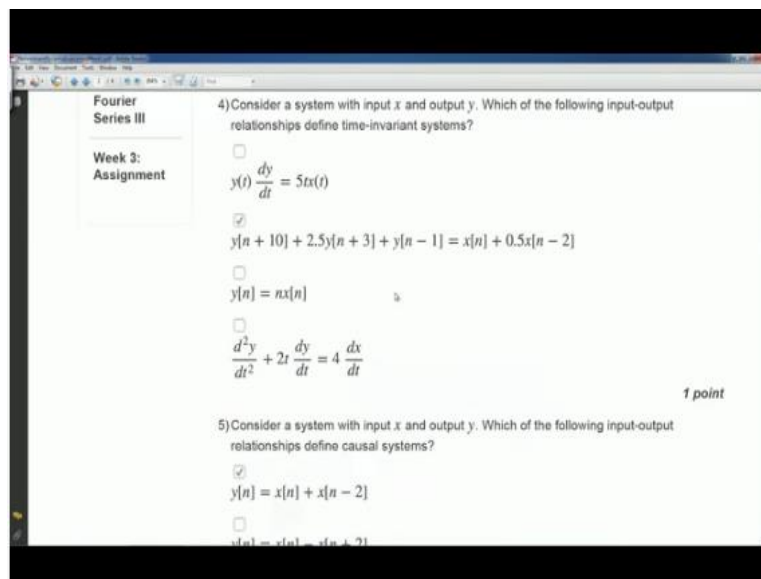 Fourier
Series III
Week 3:
Assignment
4) Consider a system with input x and output y. Which of the following input-output
relationships define time-invariant systems?
y(t) dy/dt = 5tx(t)
y[n + 10] + 2.5y[n + 3] + y[n − 1] = x[n] + 0.5x[n − 2]
y[n] = nx[n]
d²y/dt² + 2t dy/dt = 4 dx/dt
1 point
5) Consider a system with input x and output y. Which of the following input-output
relationships define causal systems?
y[n] = x[n] + x[n − 2]